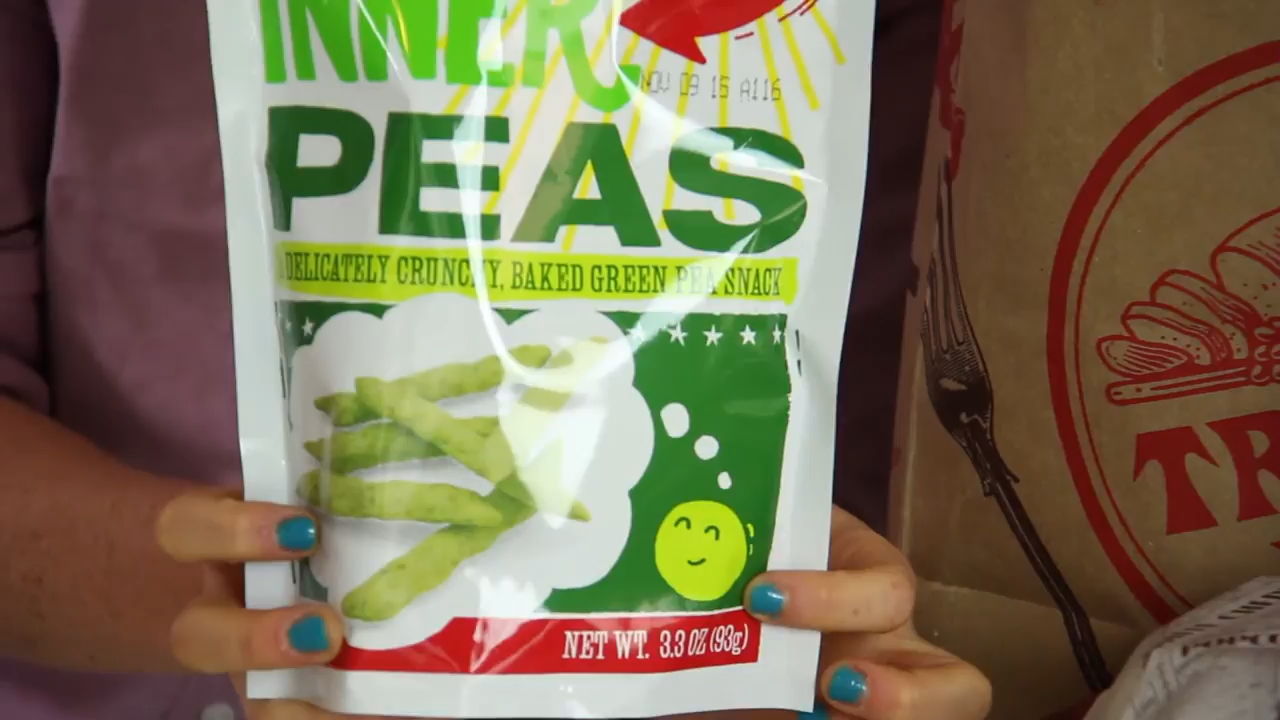 INNER
NOV 09 15 A116
PEAS
DELICATELY CRUNCHY, BAKED GREEN PEA SNACK
NET WT. 3.3 OZ (93g)
TR